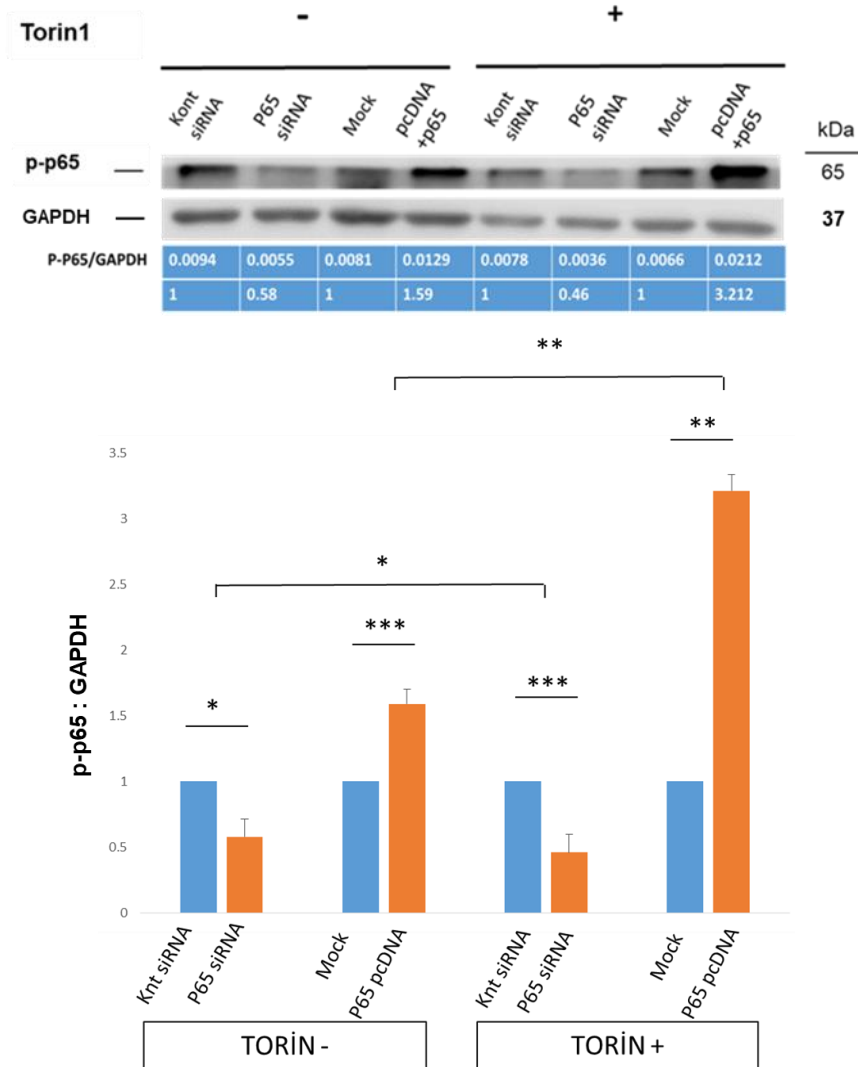 Torin1
-
+
Kont siRNA
P65 siRNA
Mock
pcDNA +p65
Kont siRNA
P65 siRNA
Mock
pcDNA +p65
kDa
p-p65
65
GAPDH
37
P-P65/GAPDH
0.0094 0.0055 0.0081 0.0129 0.0078 0.0036 0.0066 0.0212
1 0.58 1 1.59 1 0.46 1 3.212
**
**
3.5
3
2.5
2
1.5
1
0.5
0
*
***
***
*
p-p65 : GAPDH
Knt siRNA
P65 siRNA
Mock
P65 pcDNA
Knt siRNA
P65 siRNA
Mock
P65 pcDNA
TORİN -
TORİN +